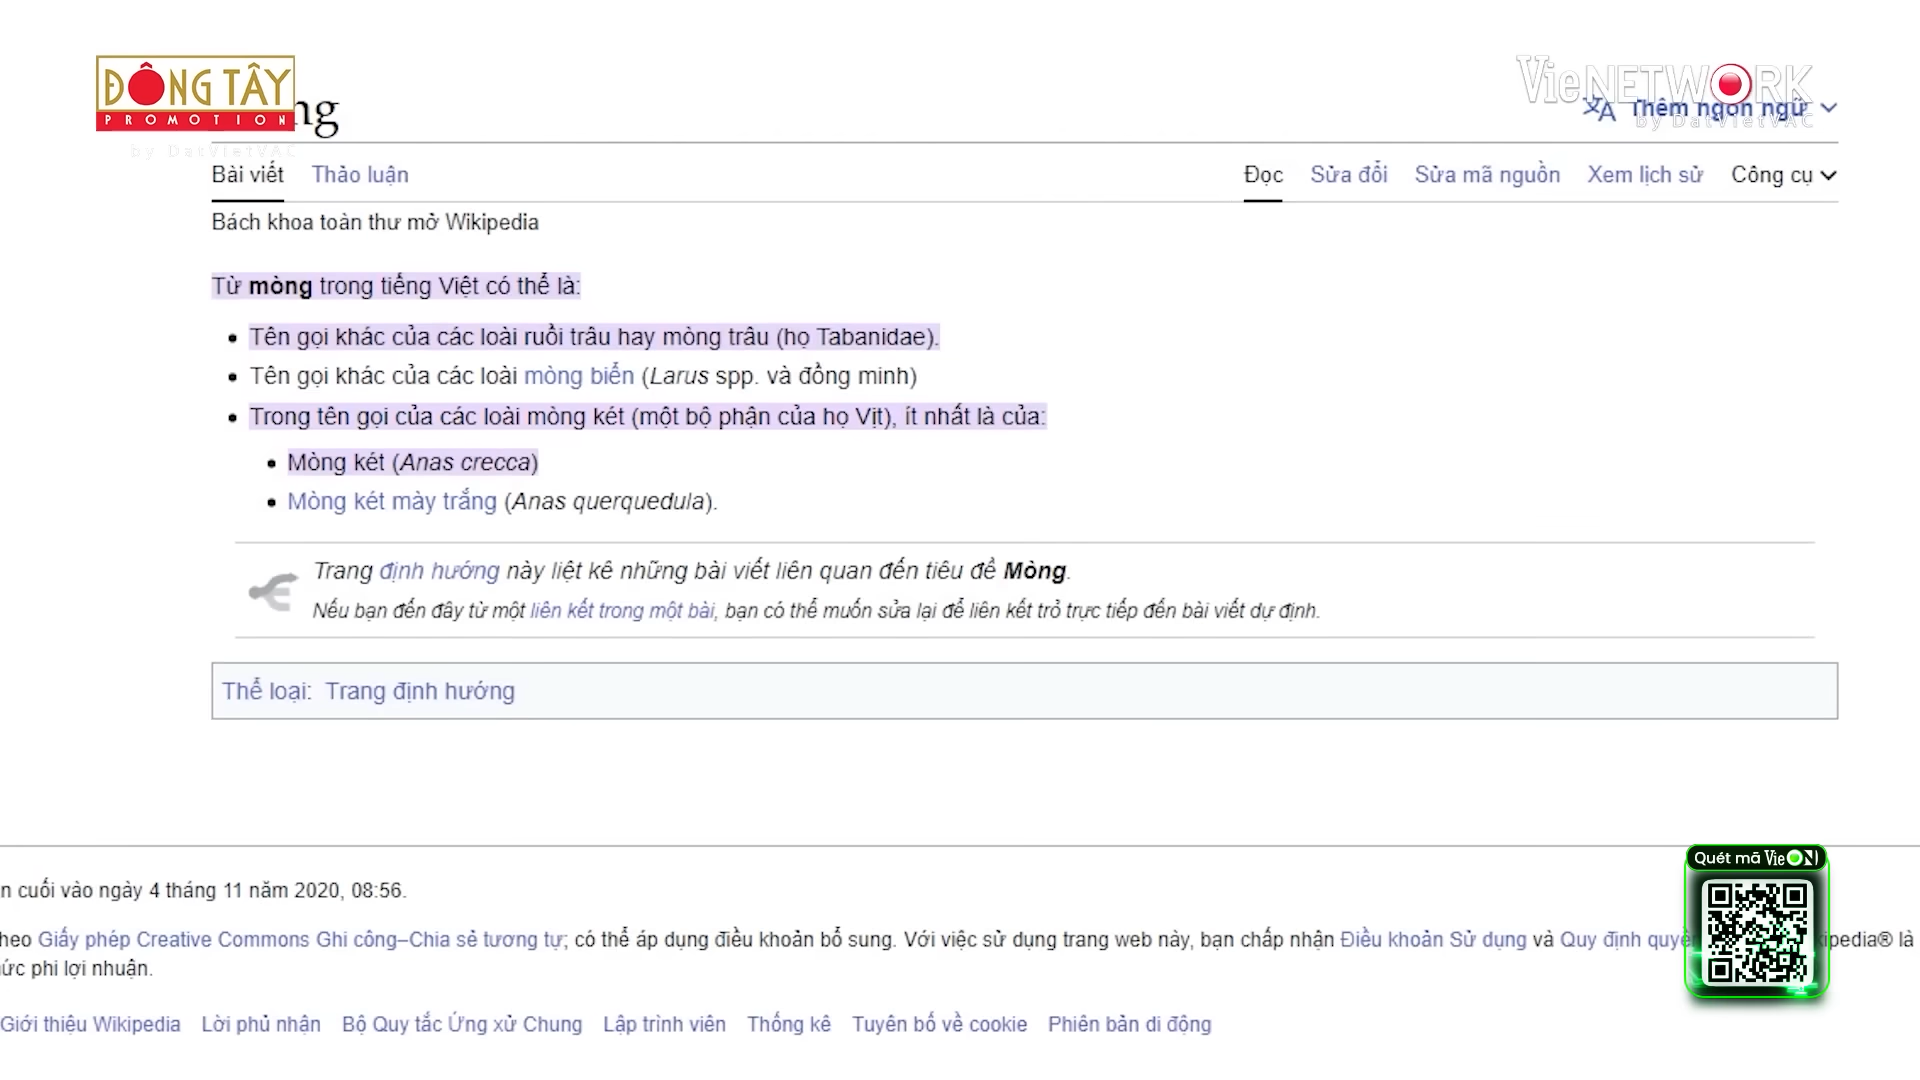 ĐÔNG TÂY
PROMOTION
by DatVietVAC
VieNETWORK
by DatVietVAC
ng
Thêm ngôn ngữ
Bài viết Thảo luận Đọc Sửa đổi Sửa mã nguồn Xem lịch sử Công cụ
Bách khoa toàn thư mở Wikipedia
Từ mòng trong tiếng Việt có thể là:
Tên gọi khác của các loài ruồi trâu hay mòng trâu (họ Tabanidae).
Tên gọi khác của các loài mòng biển (Larus spp. và đồng minh)
Trong tên gọi của các loài mòng két (một bộ phận của họ Vịt), ít nhất là của:
Mòng két (Anas crecca)
Mòng két mày trắng (Anas querquedula).
Trang định hướng này liệt kê những bài viết liên quan đến tiêu đề Mòng.
Nếu bạn đến đây từ một liên kết trong một bài, bạn có thể muốn sửa lại để liên kết trỏ trực tiếp đến bài viết dự định.
Thể loại: Trang định hướng
Quét mã VieON
n cuối vào ngày 4 tháng 11 năm 2020, 08:56.
heo Giấy phép Creative Commons Ghi công–Chia sẻ tương tự; có thể áp dụng điều khoản bổ sung. Với việc sử dụng trang web này, bạn chấp nhận Điều khoản Sử dụng và Quy định quyề ikipedia® là
ức phi lợi nhuận.
Giới thiệu Wikipedia Lời phủ nhận Bộ Quy tắc Ứng xử Chung Lập trình viên Thống kê Tuyên bố về cookie Phiên bản di động